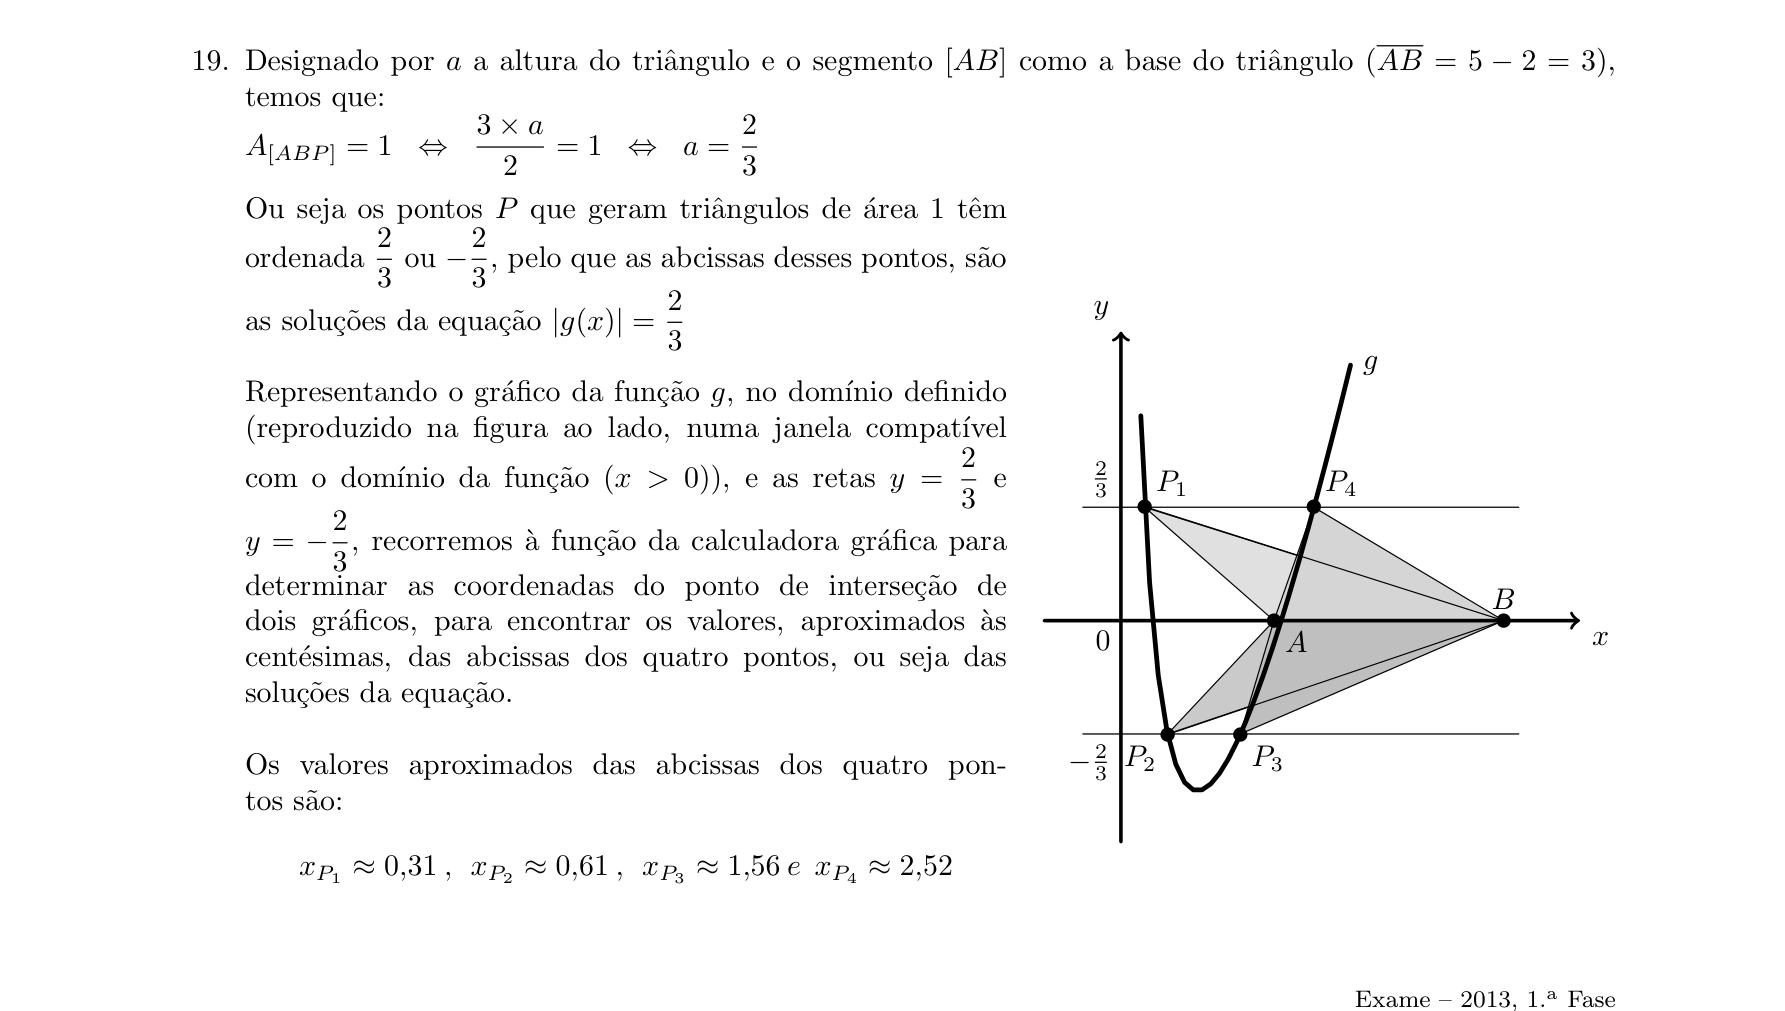 19. Designado por a a altura do triângulo e o segmento [AB] como a base do triângulo (\overline{AB} = 5 − 2 = 3),
temos que:
A_{[ABP]} = 1 ⇔ \frac{3 × a}{2} = 1 ⇔ a = \frac{2}{3}
Ou seja os pontos P que geram triângulos de área 1 têm
ordenada \frac{2}{3} ou −\frac{2}{3}, pelo que as abcissas desses pontos, são
as soluções da equação |g(x)| = \frac{2}{3}
Representando o gráfico da função g, no domínio definido
(reproduzido na figura ao lado, numa janela compatível
com o domínio da função (x > 0)), e as retas y = \frac{2}{3} e
y = −\frac{2}{3}, recorremos à função da calculadora gráfica para
determinar as coordenadas do ponto de interseção de
dois gráficos, para encontrar os valores, aproximados às
centésimas, das abcissas dos quatro pontos, ou seja das
soluções da equação.
Os valores aproximados das abcissas dos quatro pon-
tos são:
x_{P_1} ≈ 0,31 , x_{P_2} ≈ 0,61 , x_{P_3} ≈ 1,56 e x_{P_4} ≈ 2,52
y
g
\frac{2}{3}
P_1
P_4
B
0
A
x
−\frac{2}{3}
P_2
P_3
Exame – 2013, 1.ª Fase